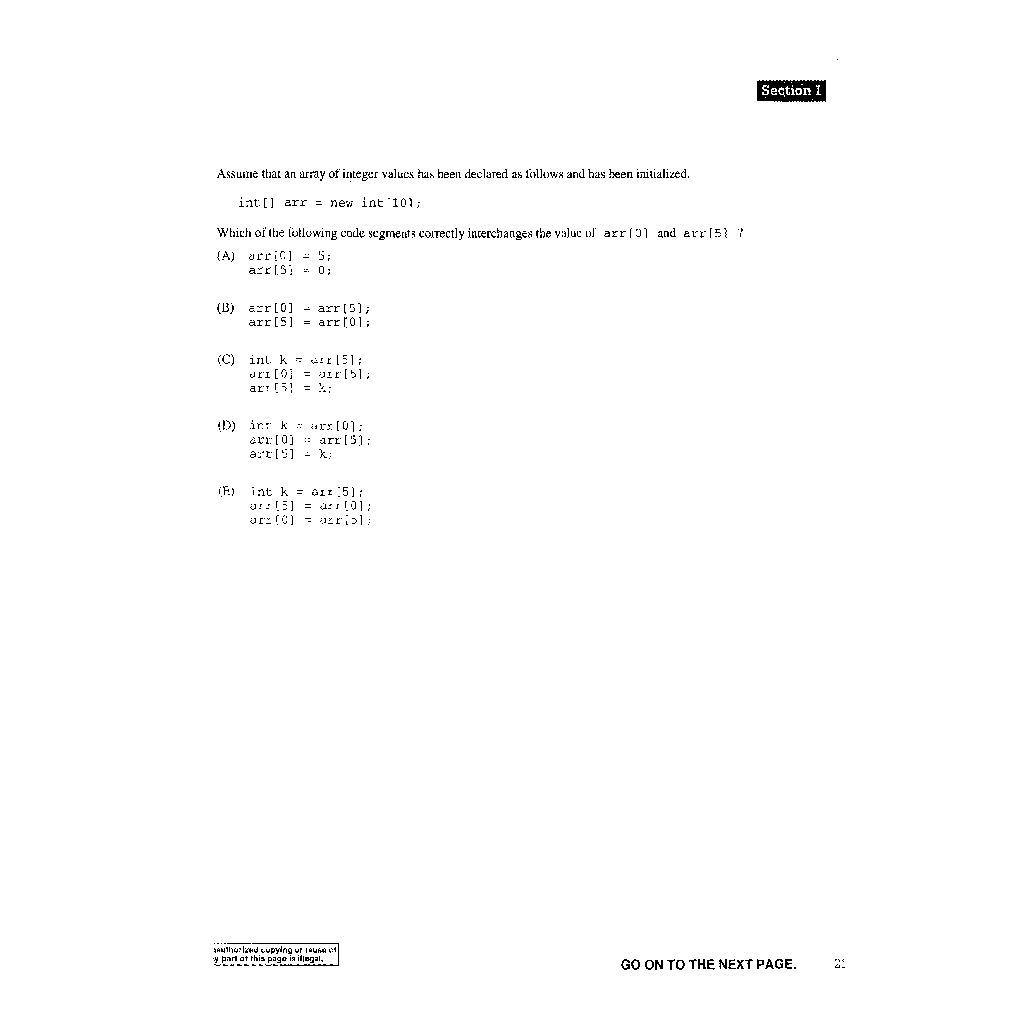 Section I
Assume that an array of integer values has been declared as follows and has been initialized.
int[] arr = new int[10];
Which of the following code segments correctly interchanges the value of arr[0] and arr[5] ?
(A) arr[0] = 5;
arr[5] = 0;
(B) arr[0] = arr[5];
arr[5] = arr[0];
(C) int k = arr[5];
arr[0] = arr[5];
arr[5] = k;
(D) int k = arr[0];
arr[0] = arr[5];
arr[5] = k;
(E) int k = arr[5];
arr[5] = arr[0];
arr[0] = arr[5];
authorized copying or reuse of
y part of this page is illegal.
GO ON TO THE NEXT PAGE.
21